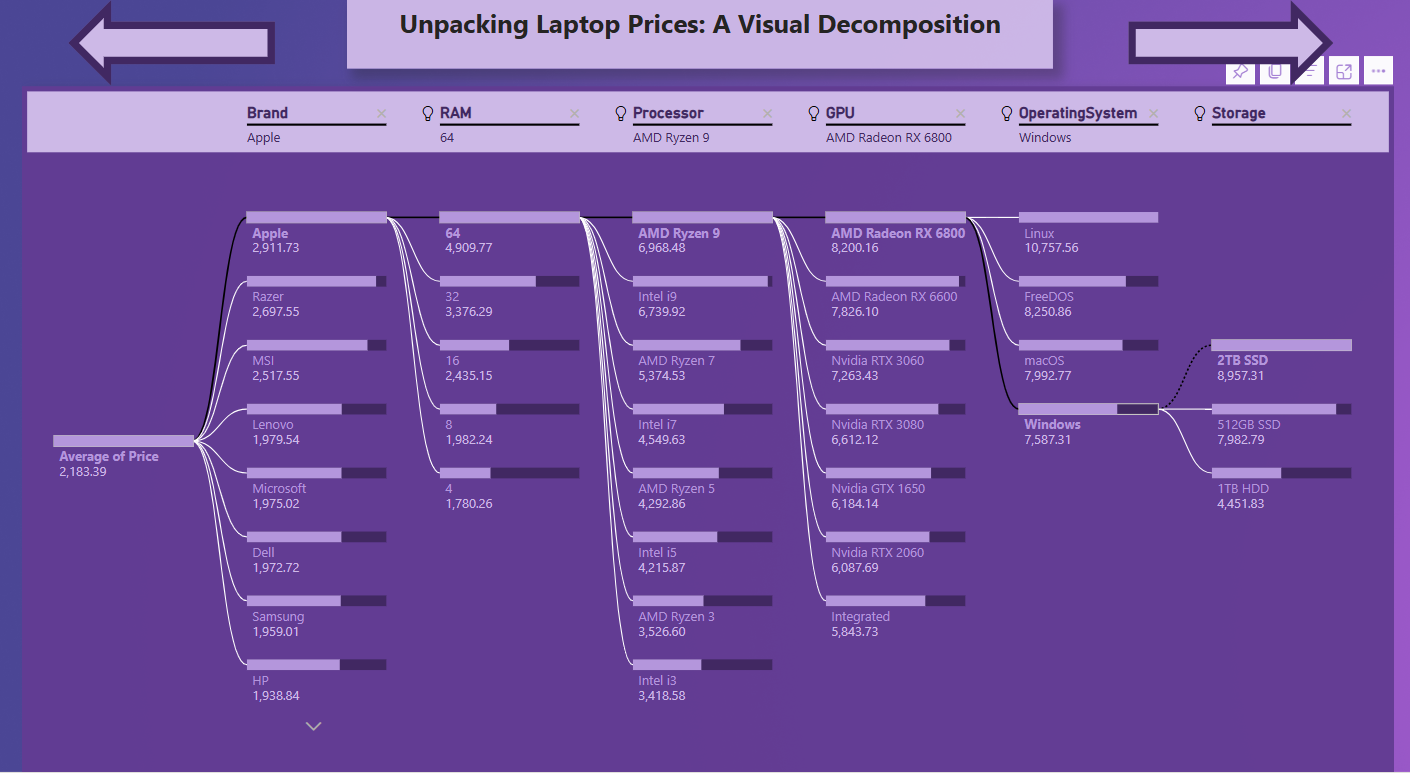 Unpacking Laptop Prices: A Visual Decomposition
Brand
Apple
RAM
64
Processor
AMD Ryzen 9
GPU
AMD Radeon RX 6800
OperatingSystem
Windows
Storage
Average of Price
2,183.39
Apple
2,911.73
Razer
2,697.55
MSI
2,517.55
Lenovo
1,979.54
Microsoft
1,975.02
Dell
1,972.72
Samsung
1,959.01
HP
1,938.84
64
4,909.77
32
3,376.29
16
2,435.15
8
1,982.24
4
1,780.26
AMD Ryzen 9
6,968.48
Intel i9
6,739.92
AMD Ryzen 7
5,374.53
Intel i7
4,549.63
AMD Ryzen 5
4,292.86
Intel i5
4,215.87
AMD Ryzen 3
3,526.60
Intel i3
3,418.58
AMD Radeon RX 6800
8,200.16
AMD Radeon RX 6600
7,826.10
Nvidia RTX 3060
7,263.43
Nvidia RTX 3080
6,612.12
Nvidia GTX 1650
6,184.14
Nvidia RTX 2060
6,087.69
Integrated
5,843.73
Linux
10,757.56
FreeDOS
8,250.86
macOS
7,992.77
Windows
7,587.31
2TB SSD
8,957.31
512GB SSD
7,982.79
1TB HDD
4,451.83